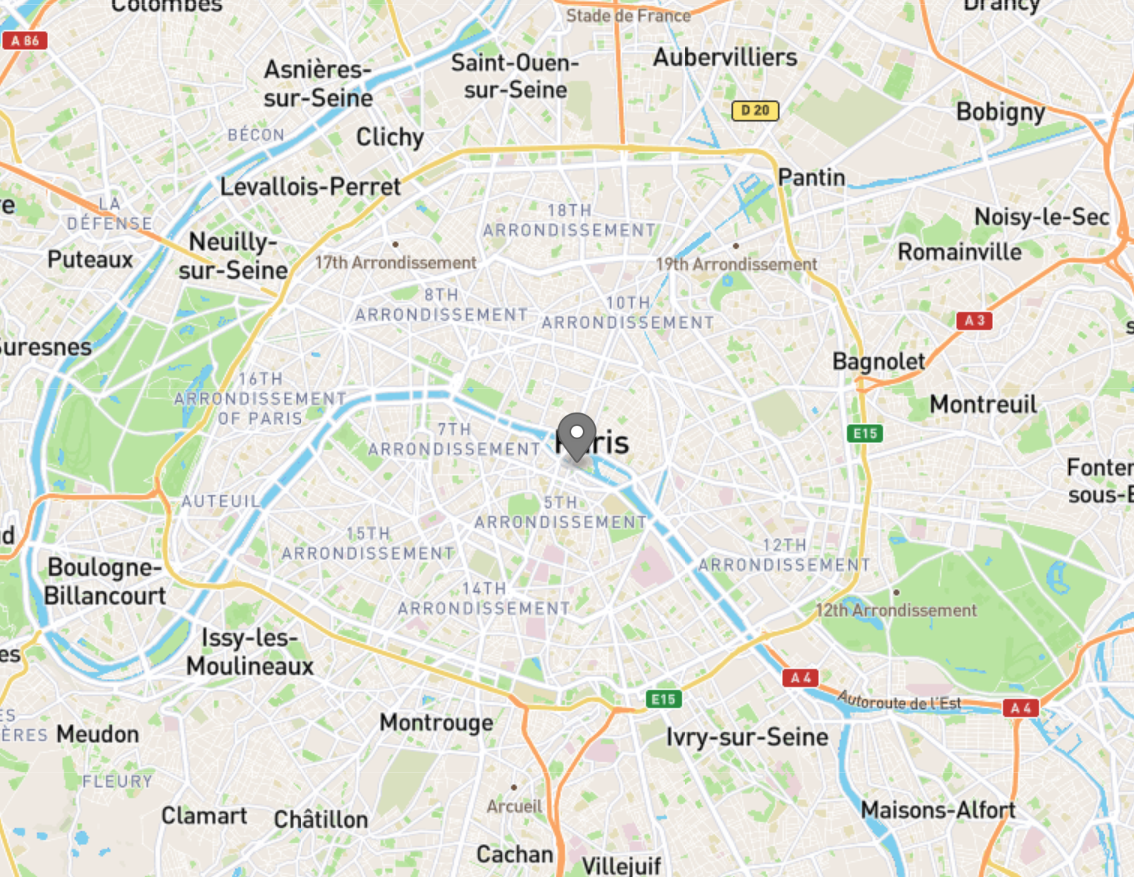 Colombes
Stade de France
Drancy
A 86
Asnières-
sur-Seine
Saint-Ouen-
sur-Seine
Aubervilliers
D 20
Bobigny
BÉCON
Clichy
Levallois-Perret
Pantin
LA
DÉFENSE
18TH
ARRONDISSEMENT
Noisy-le-Sec
Puteaux
Neuilly-
sur-Seine
17th Arrondissement
19th Arrondissement
Romainville
8TH
ARRONDISSEMENT
10TH
ARRONDISSEMENT
A 3
uresnes
Bagnolet
16TH
ARRONDISSEMENT
OF PARIS
Montreuil
7TH
ARRONDISSEMENT
ris
E15
Fonter
sous-
AUTEUIL
5TH
ARRONDISSEMENT
15TH
ARRONDISSEMENT
12TH
ARRONDISSEMENT
Boulogne-
Billancourt
14TH
ARRONDISSEMENT
12th Arrondissement
Issy-les-
Moulineaux
es
A 4
E15
Autoroute de l'Est
A 4
Montrouge
Ivry-sur-Seine
ES
ÈRES
Meudon
FLEURY
Arcueil
Clamart
Châtillon
Maisons-Alfort
Cachan
Villejuif